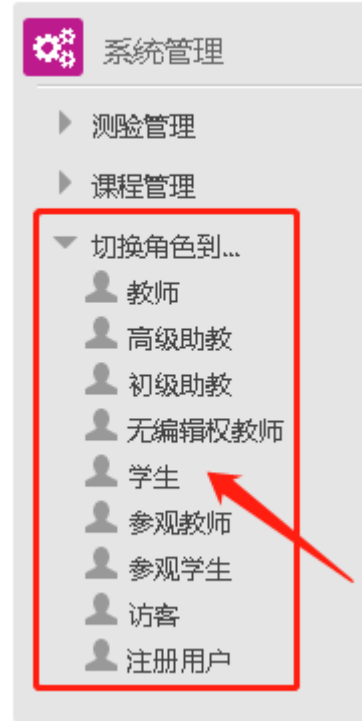 系统管理
测验管理
课程管理
切换角色到...
教师
高级助教
初级助教
无编辑权教师
学生
参观教师
参观学生
访客
注册用户